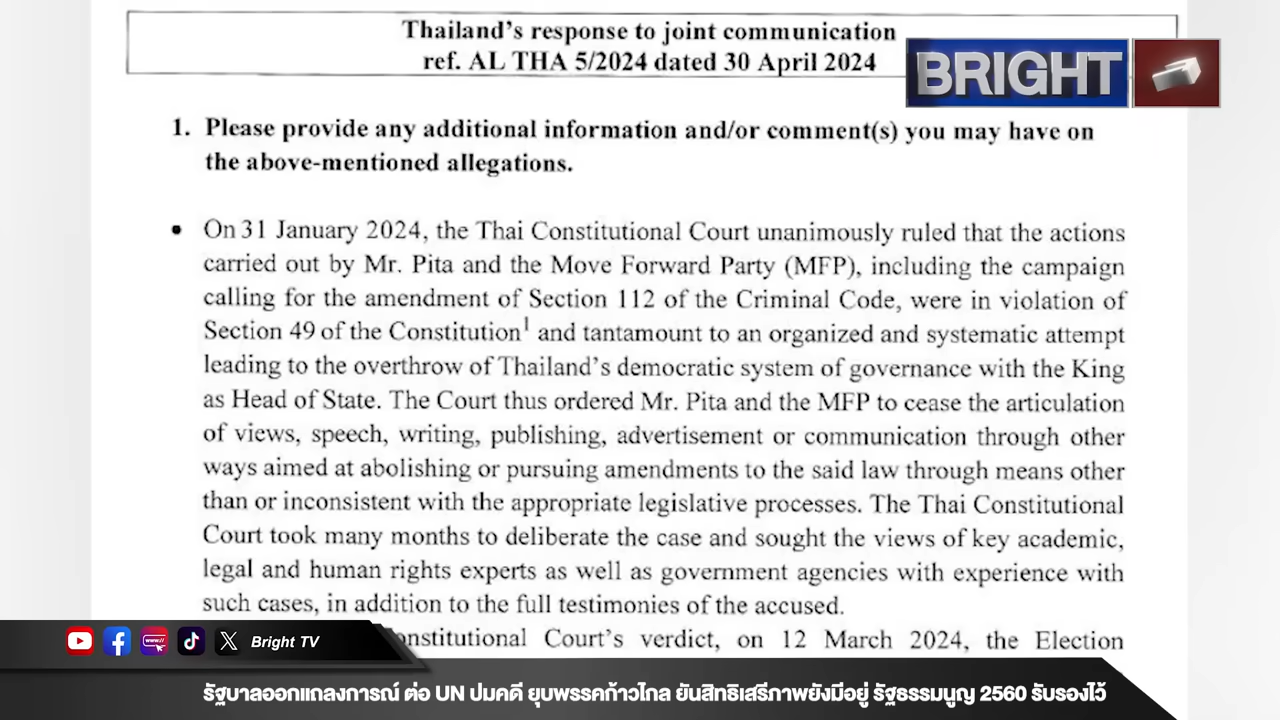 Thailand's response to joint communication
ref. AL THA 5/2024 dated 30 April 2024
BRIGHT
1. Please provide any additional information and/or comment(s) you may have on
the above-mentioned allegations.
• On 31 January 2024, the Thai Constitutional Court unanimously ruled that the actions
carried out by Mr. Pita and the Move Forward Party (MFP), including the campaign
calling for the amendment of Section 112 of the Criminal Code, were in violation of
Section 49 of the Constitution1 and tantamount to an organized and systematic attempt
leading to the overthrow of Thailand's democratic system of governance with the King
as Head of State. The Court thus ordered Mr. Pita and the MFP to cease the articulation
of views, speech, writing, publishing, advertisement or communication through other
ways aimed at abolishing or pursuing amendments to the said law through means other
than or inconsistent with the appropriate legislative processes. The Thai Constitutional
Court took many months to deliberate the case and sought the views of key academic,
legal and human rights experts as well as government agencies with experience with
such cases, in addition to the full testimonies of the accused.
onstitutional Court's verdict, on 12 March 2024, the Election
www.//
Bright TV
รัฐบาลออกแถลงการณ์ ต่อ UN ปมคดี ยุบพรรคก้าวไกล ยันสิทธิเสรีภาพยังมีอยู่ รัฐธรรมนูญ 2560 รับรองไว้